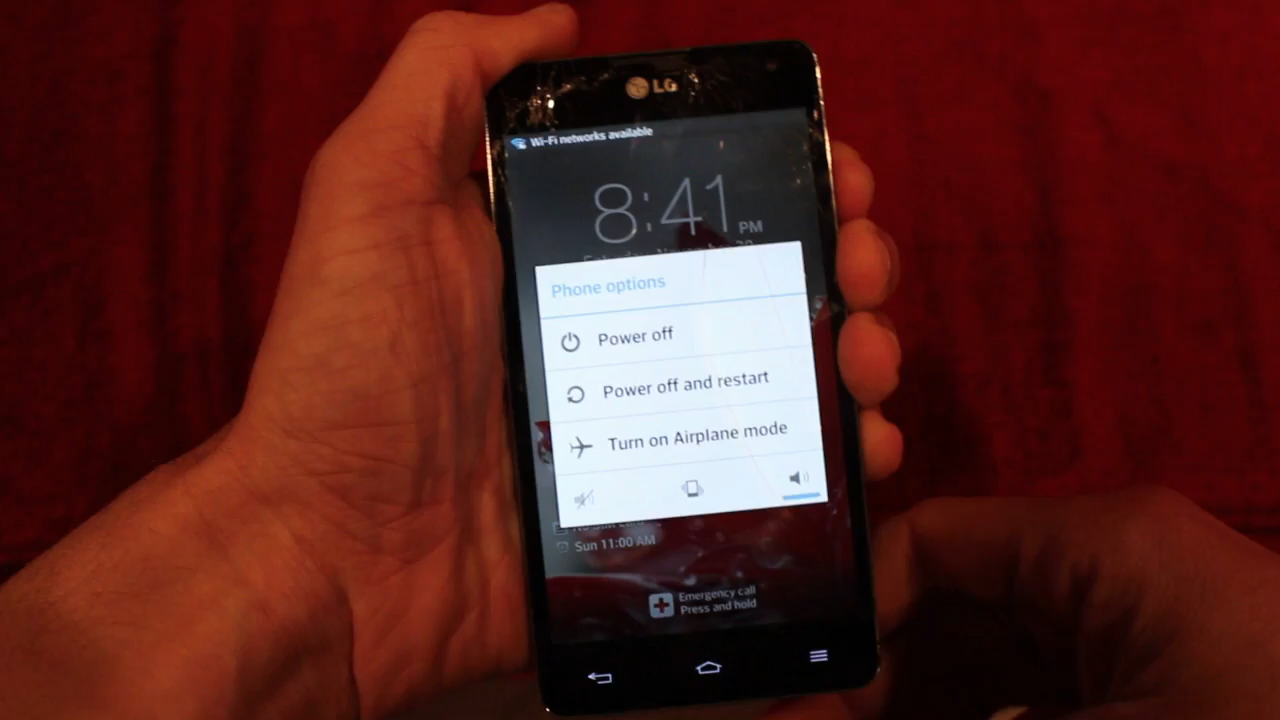 LG
Wi-Fi networks available
8:41 PM
Phone options
Power off
Power off and restart
Turn on Airplane mode
Sun 11:00 AM
Emergency call
Press and hold